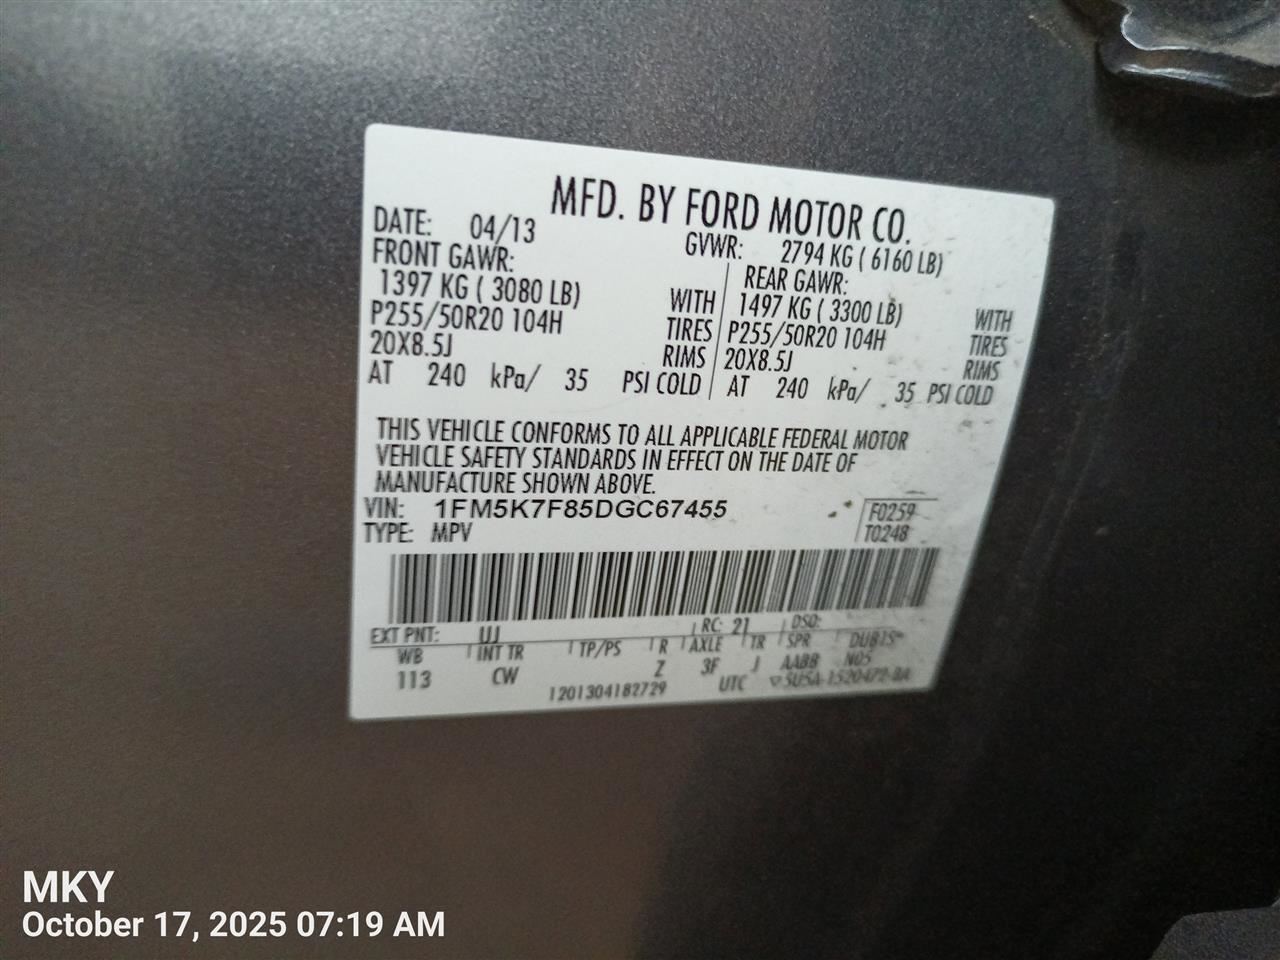 MFD. BY FORD MOTOR CO.
DATE: 04/13 GVWR: 2794 KG ( 6160 LB)
FRONT GAWR: REAR GAWR:
1397 KG ( 3080 LB) WITH 1497 KG ( 3300 LB) WITH
P255/50R20 104H TIRES P255/50R20 104H TIRES
20X8.5J RIMS 20X8.5J RIMS
AT 240 kPa/ 35 PSI COLD AT 240 kPa/ 35 PSI COLD
THIS VEHICLE CONFORMS TO ALL APPLICABLE FEDERAL MOTOR
VEHICLE SAFETY STANDARDS IN EFFECT ON THE DATE OF
MANUFACTURE SHOWN ABOVE.
VIN: 1FM5K7F85DGC67455 F0259
TYPE: MPV T0248
EXT PNT: UJ RC: 21 DSO:
WB INT TR TP/PS R AXLE TR SPR
113 CW Z 3F J AABB N05
1201304182729 UTC
MKY
October 17, 2025 07:19 AM